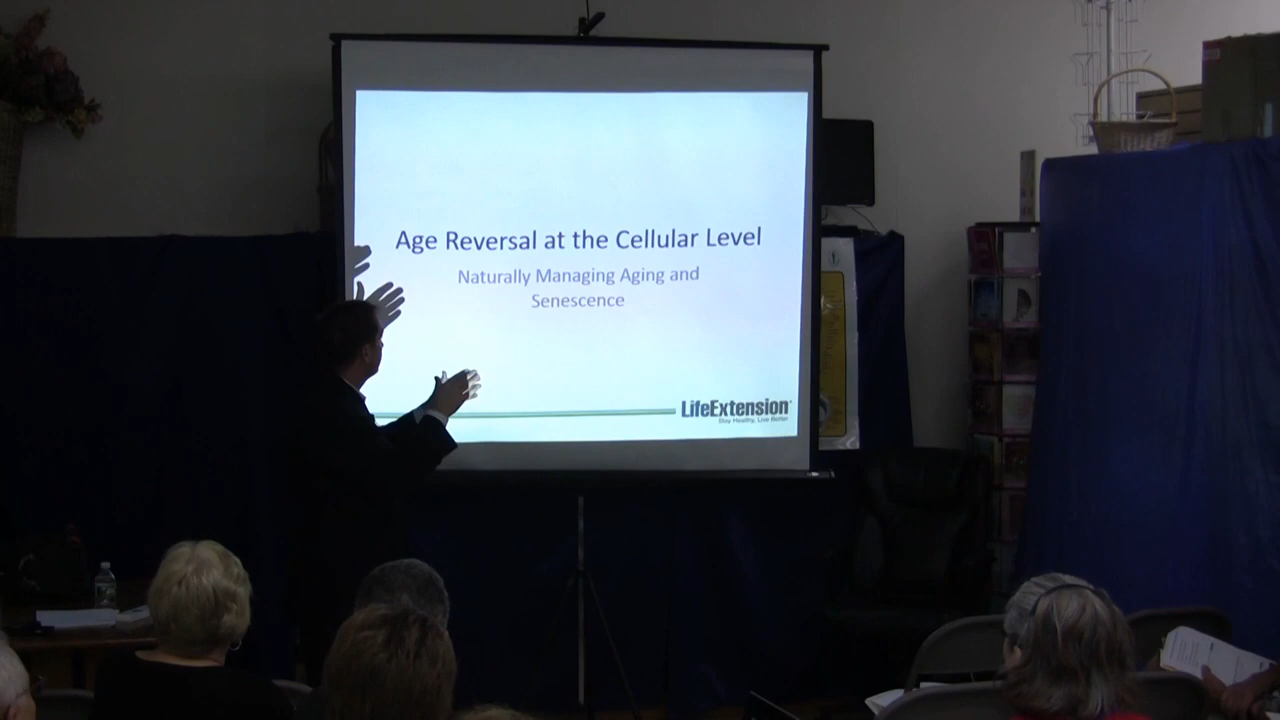 Age Reversal at the Cellular Level
Naturally Managing Aging and
Senescence
LifeExtension
Stay Healthy, Live Better